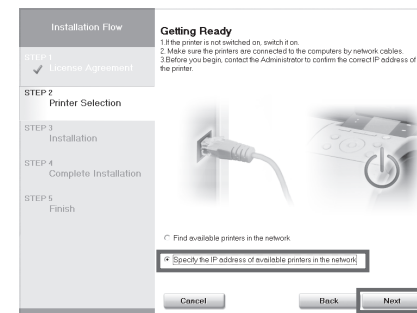 Installation Flow
STEP 1
License Agreement
STEP 2
Printer Selection
STEP 3
Installation
STEP 4
Complete Installation
STEP 5
Finish
Getting Ready
1.If the printer is not switched on, switch it on.
2. Make sure the printers are connected to the computers by network cables.
3.Before you begin, contact the Administrator to confirm the correct IP address of
the printer.
Find available printers in the network
Specify the IP address of available printers in the network
Cancel
Back
Next